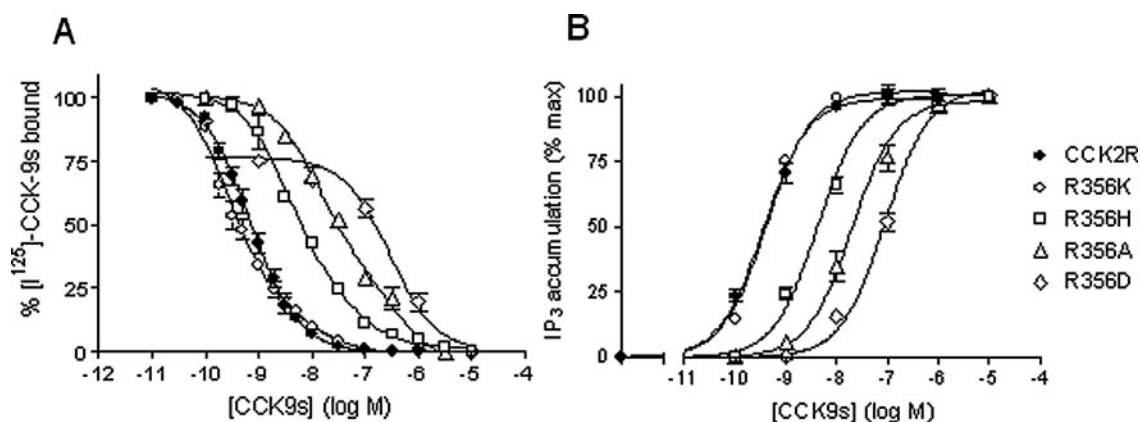 A
% [I¹²⁵]-CCK-9s bound
100
75
50
25
0
-12 -11 -10 -9 -8 -7 -6 -5 -4
[CCK9s] (log M)
B
IP₃ accumulation (% max)
100
75
50
25
0
-11 -10 -9 -8 -7 -6 -5 -4
[CCK9s] (log M)
CCK2R
R356K
R356H
R356A
R356D